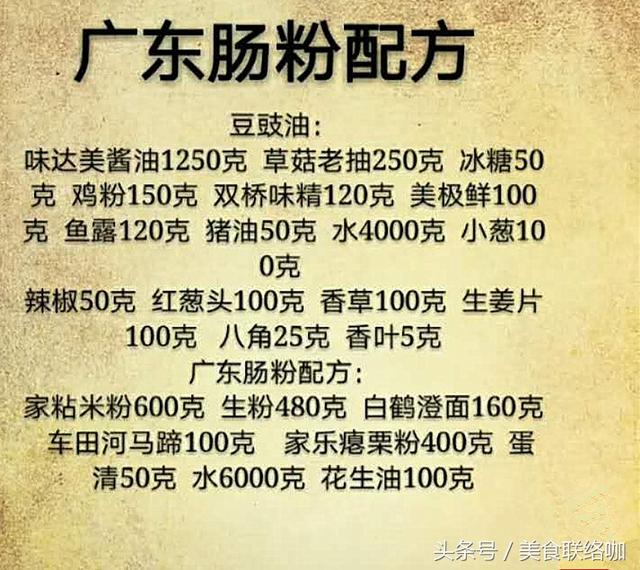 广东肠粉配方
豆豉油：
味达美酱油1250克 草菇老抽250克 冰糖50
克 鸡粉150克 双桥味精120克 美极鲜100
克 鱼露120克 猪油50克 水4000克 小葱10
0克
辣椒50克 红葱头100克 香草100克 生姜片
100克 八角25克 香叶5克
广东肠粉配方：
家粘米粉600克 生粉480克 白鹤澄面160克
车田河马蹄100克 家乐瘪栗粉400克 蛋
清50克 水6000克 花生油100克
头条号 / 美食联络咖